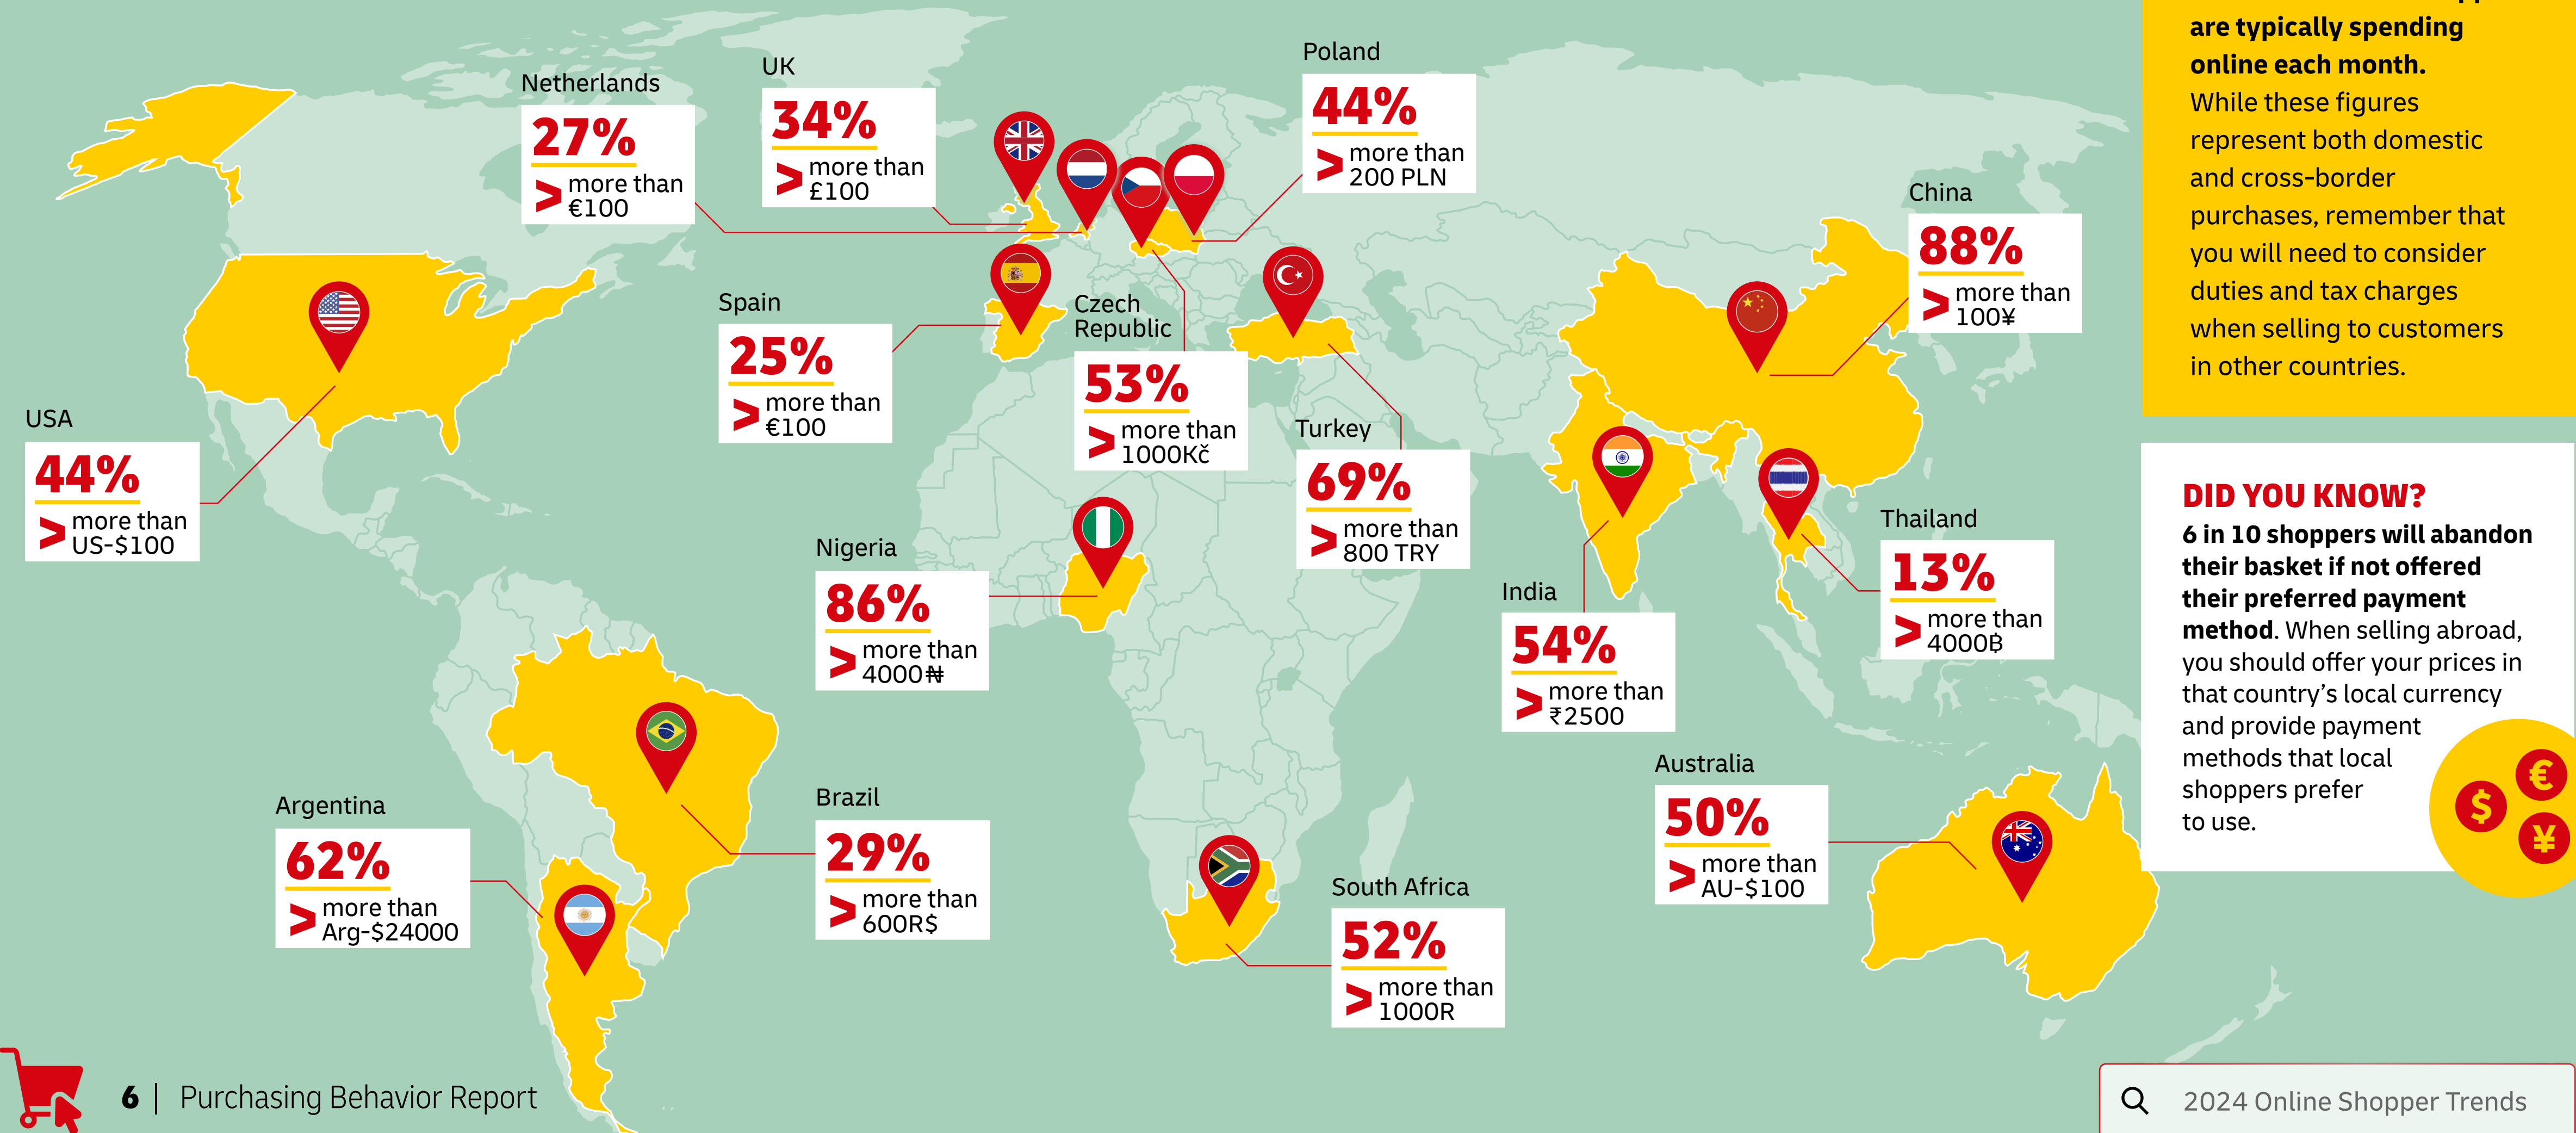 are typically spending
online each month.
While these figures
represent both domestic
and cross-border
purchases, remember that
you will need to consider
duties and tax charges
when selling to customers
in other countries.
Netherlands
27%
> more than
€100
UK
34%
> more than
£100
Poland
44%
> more than
200 PLN
China
88%
> more than
100¥
Spain
25%
> more than
€100
Czech
Republic
53%
> more than
1000Kč
Turkey
69%
> more than
800 TRY
USA
44%
> more than
US-$100
Nigeria
86%
> more than
4000₦
India
54%
> more than
₹2500
Thailand
13%
> more than
4000฿
Argentina
62%
> more than
Arg-$24000
Brazil
29%
> more than
600R$
South Africa
52%
> more than
1000R
Australia
50%
> more than
AU-$100
DID YOU KNOW?
6 in 10 shoppers will abandon
their basket if not offered
their preferred payment
method. When selling abroad,
you should offer your prices in
that country's local currency
and provide payment
methods that local
shoppers prefer
to use.
$ € ¥
6 | Purchasing Behavior Report
2024 Online Shopper Trends